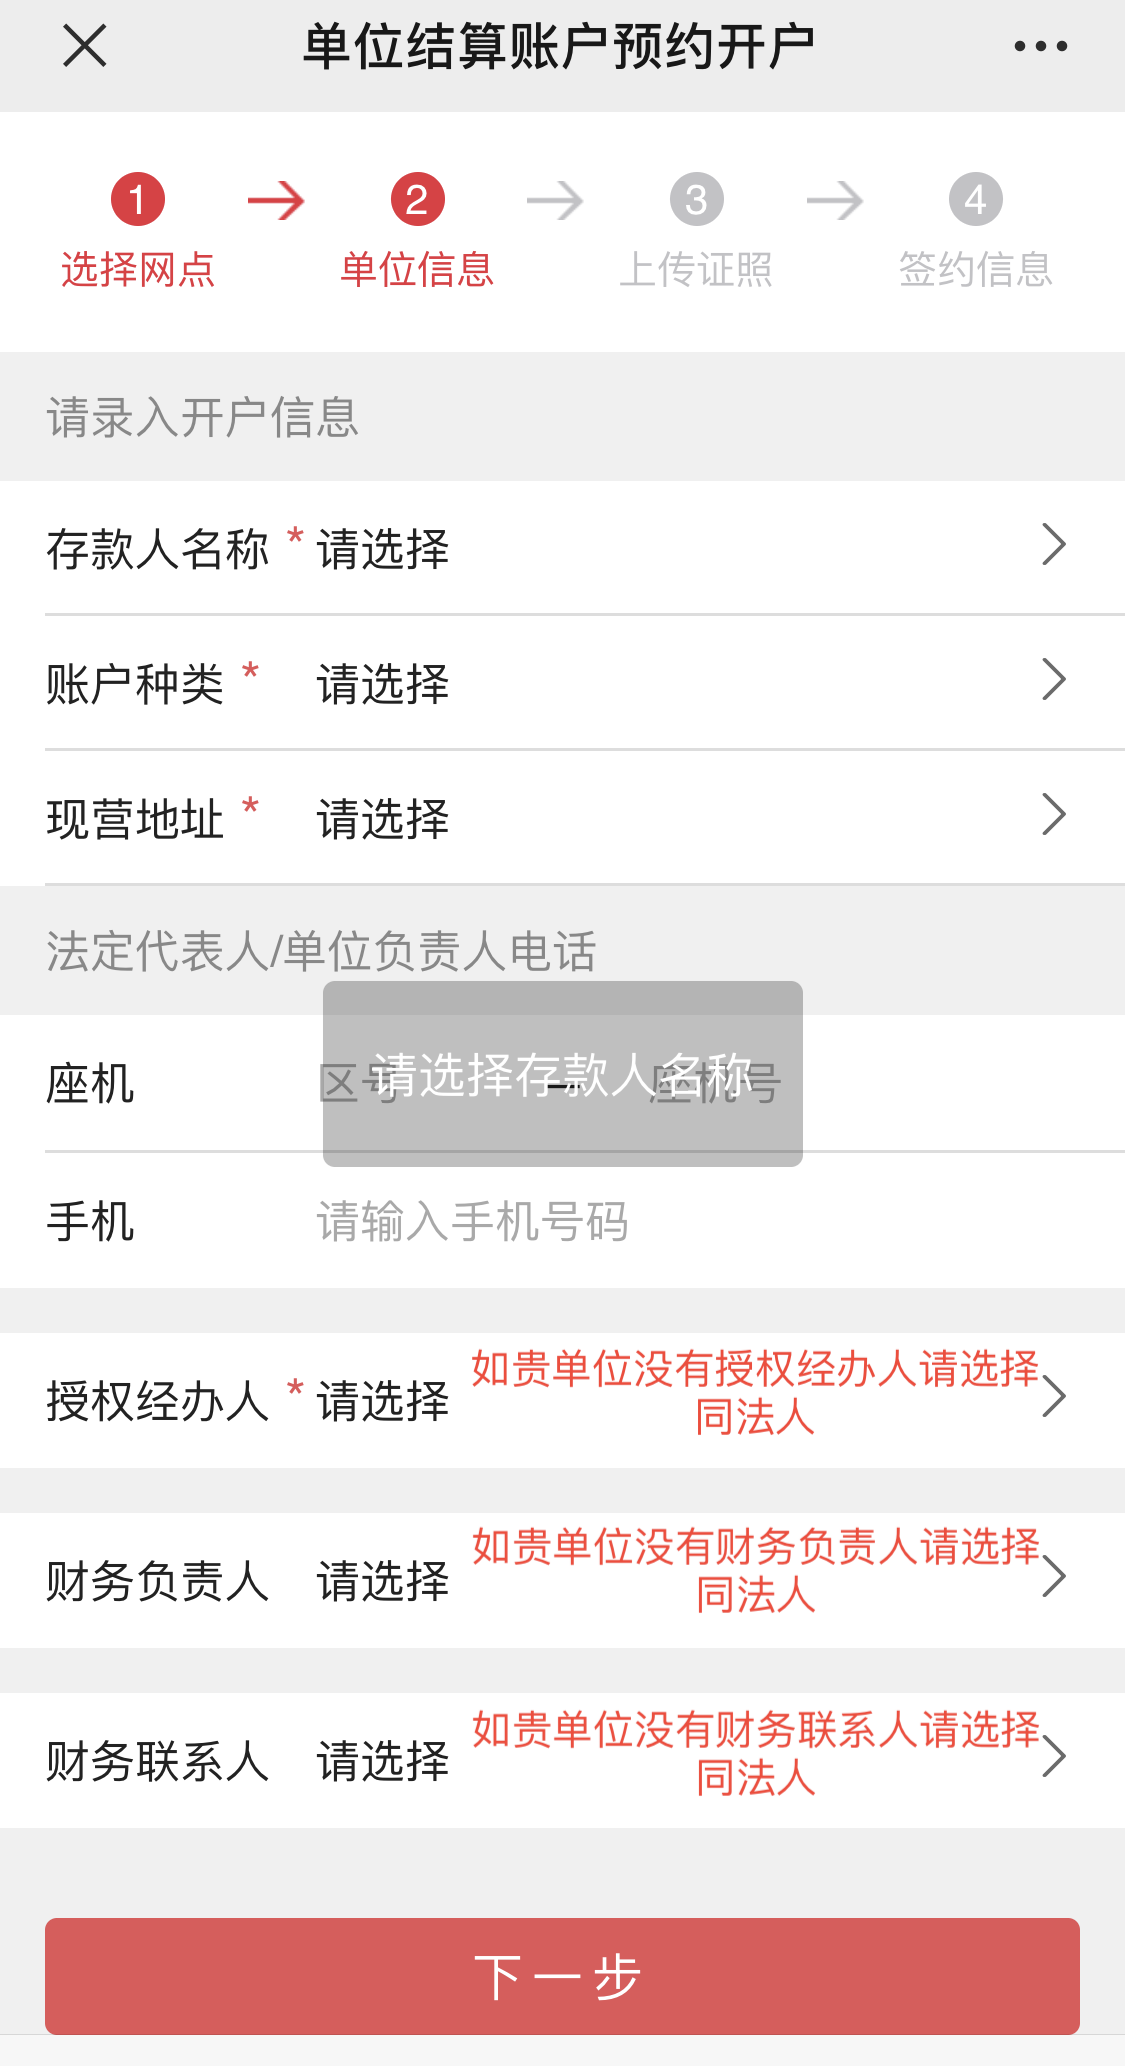 单位结算账户预约开户
1 2 3 4
选择网点 单位信息 上传证照 签约信息
请录入开户信息
存款人名称 * 请选择
账户种类 * 请选择
现营地址 * 请选择
法定代表人/单位负责人电话
座机 区号 — 座机号
请选择存款人名称
手机 请输入手机号码
授权经办人 * 请选择 如贵单位没有授权经办人请选择
同法人
财务负责人 请选择 如贵单位没有财务负责人请选择
同法人
财务联系人 请选择 如贵单位没有财务联系人请选择
同法人
下一步